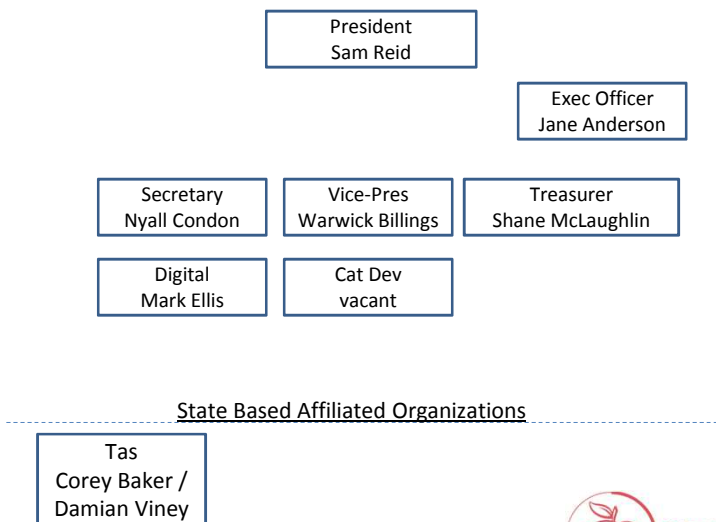 President
Sam Reid
Exec Officer
Jane Anderson
Secretary
Nyall Condon
Vice-Pres
Warwick Billings
Treasurer
Shane McLaughlin
Digital
Mark Ellis
Cat Dev
vacant
State Based Affiliated Organizations
Tas
Corey Baker /
Damian Viney